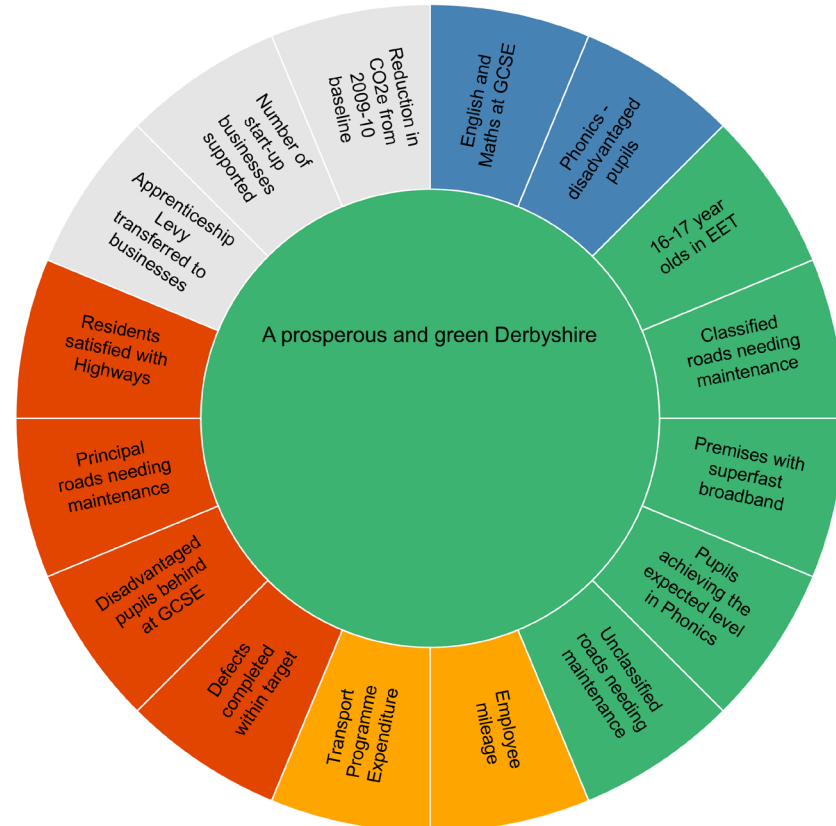 A prosperous and green Derbyshire
English and
Maths at GCSE
Phonics -
disadvantaged
pupils
16-17 year
olds in EET
Classified
roads needing
maintenance
Premises with
superfast
broadband
Pupils
achieving the
expected level
in Phonics
Unclassified
roads needing
maintenance
Employee
mileage
Transport
Programme
Expenditure
Defects
completed
within target
Disadvantaged
pupils behind
at GCSE
Principal
roads needing
maintenance
Residents
satisfied with
Highways
Apprenticeship
Levy
transferred to
businesses
Number of
start-up
businesses
supported
Reduction in
CO2e from
2009-10
baseline